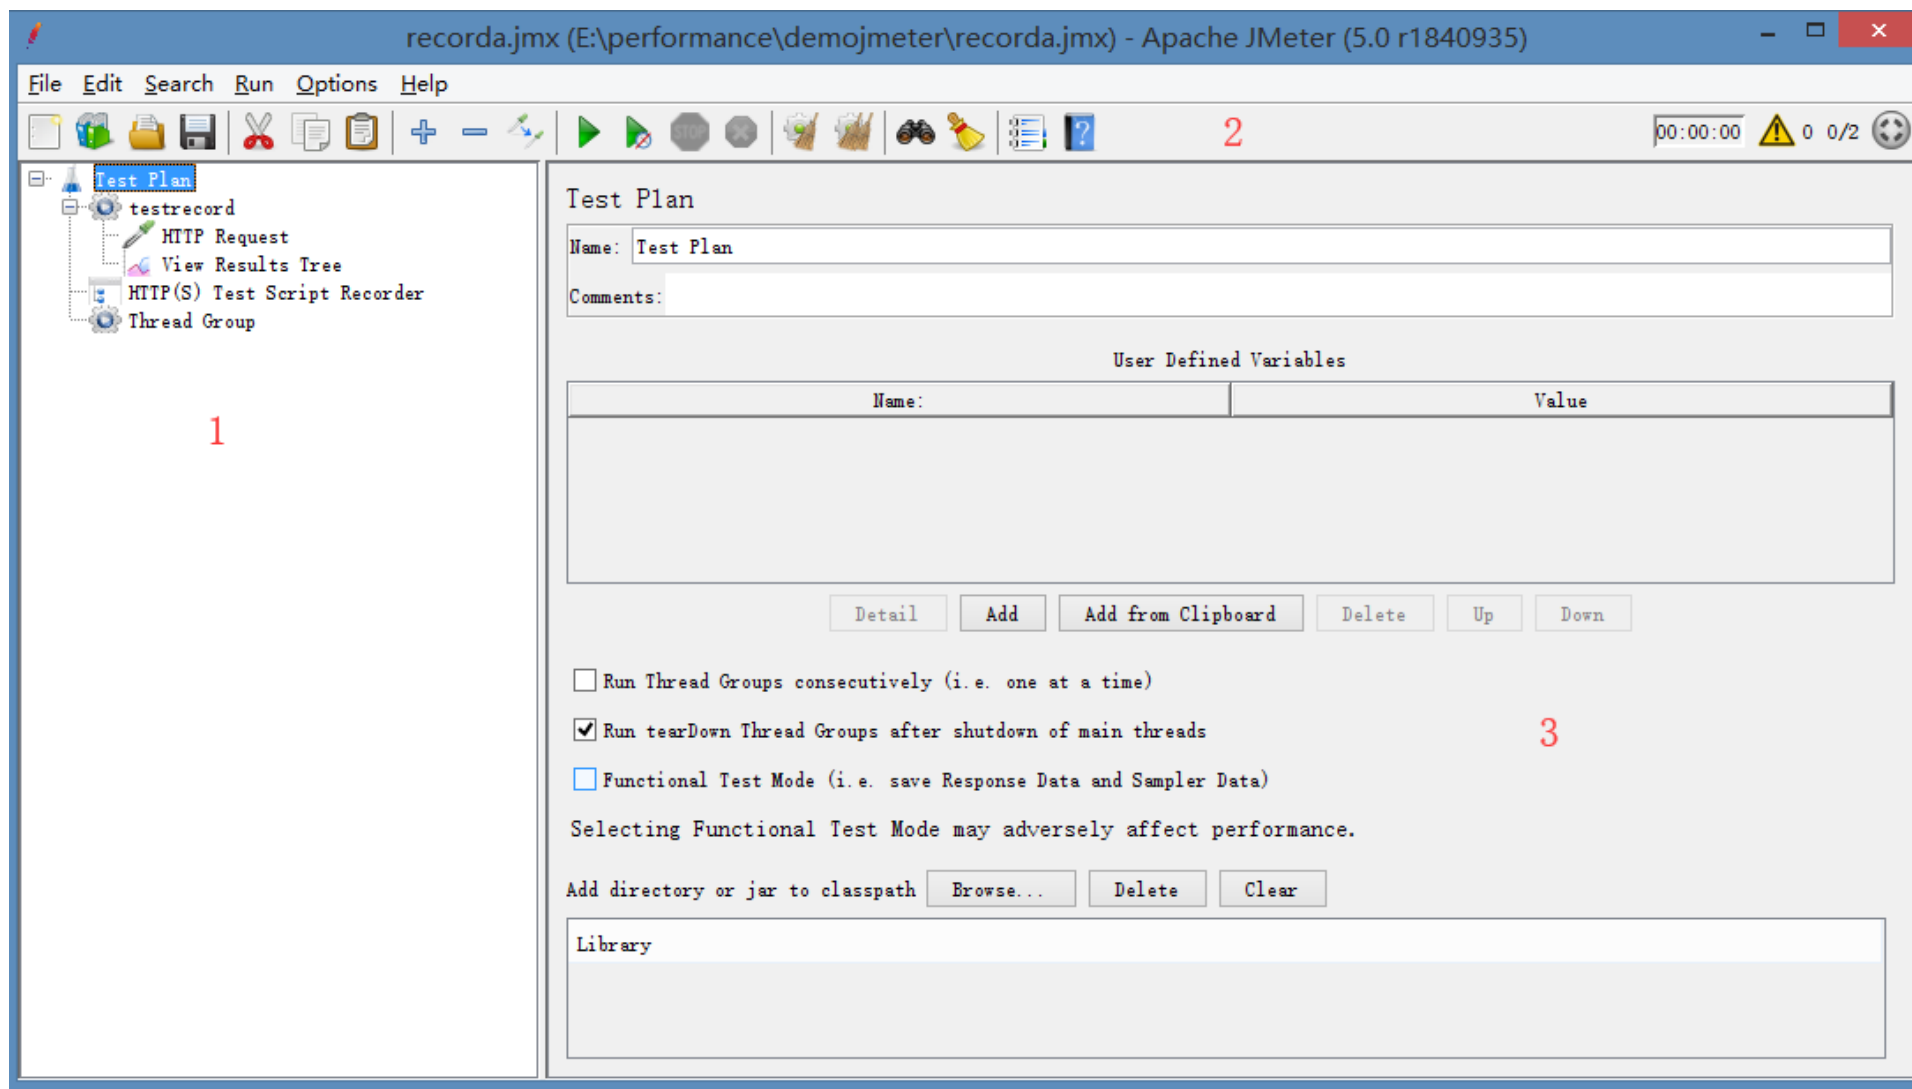 recorda.jmx (E:\performance\demojmeter\recorda.jmx) - Apache JMeter (5.0 r1840935)
File Edit Search Run Options Help
STOP ? 2 00:00:00 0 0/2
Test Plan
testrecord
HTTP Request
View Results Tree
HTTP(S) Test Script Recorder
Thread Group
1
Test Plan
Name: Test Plan
Comments:
User Defined Variables
Name: Value
Detail Add Add from Clipboard Delete Up Down
Run Thread Groups consecutively (i.e. one at a time)
Run tearDown Thread Groups after shutdown of main threads
3
Functional Test Mode (i.e. save Response Data and Sampler Data)
Selecting Functional Test Mode may adversely affect performance.
Add directory or jar to classpath Browse... Delete Clear
Library